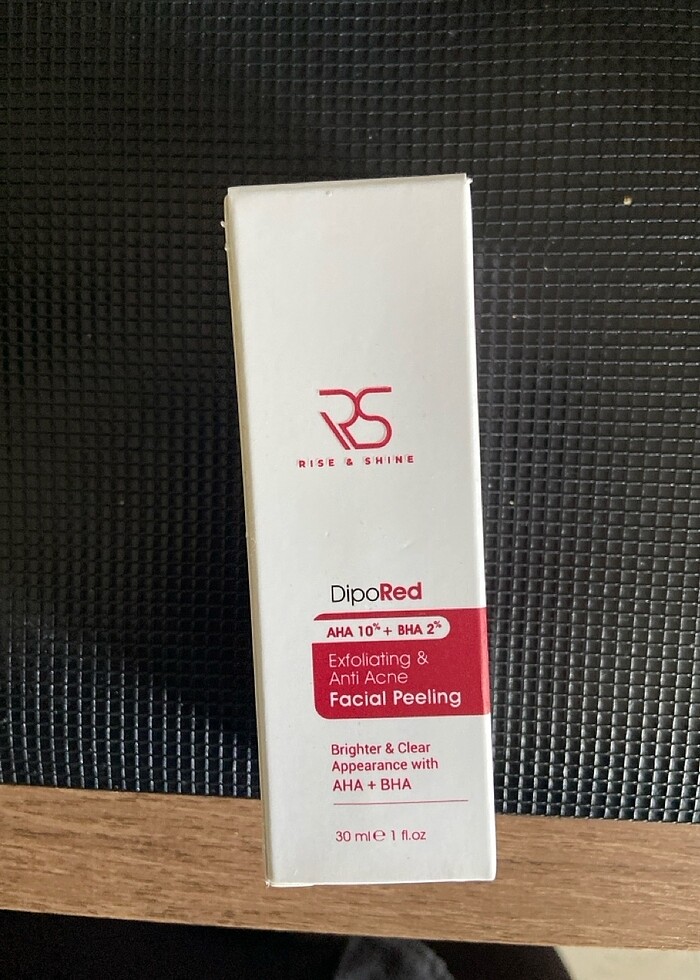 RS
RISE & SHINE
DipoRed
AHA 10% + BHA 2%
Exfoliating &
Anti Acne
Facial Peeling
Brighter & Clear
Appearance with
AHA + BHA
30 ml e 1 fl.oz